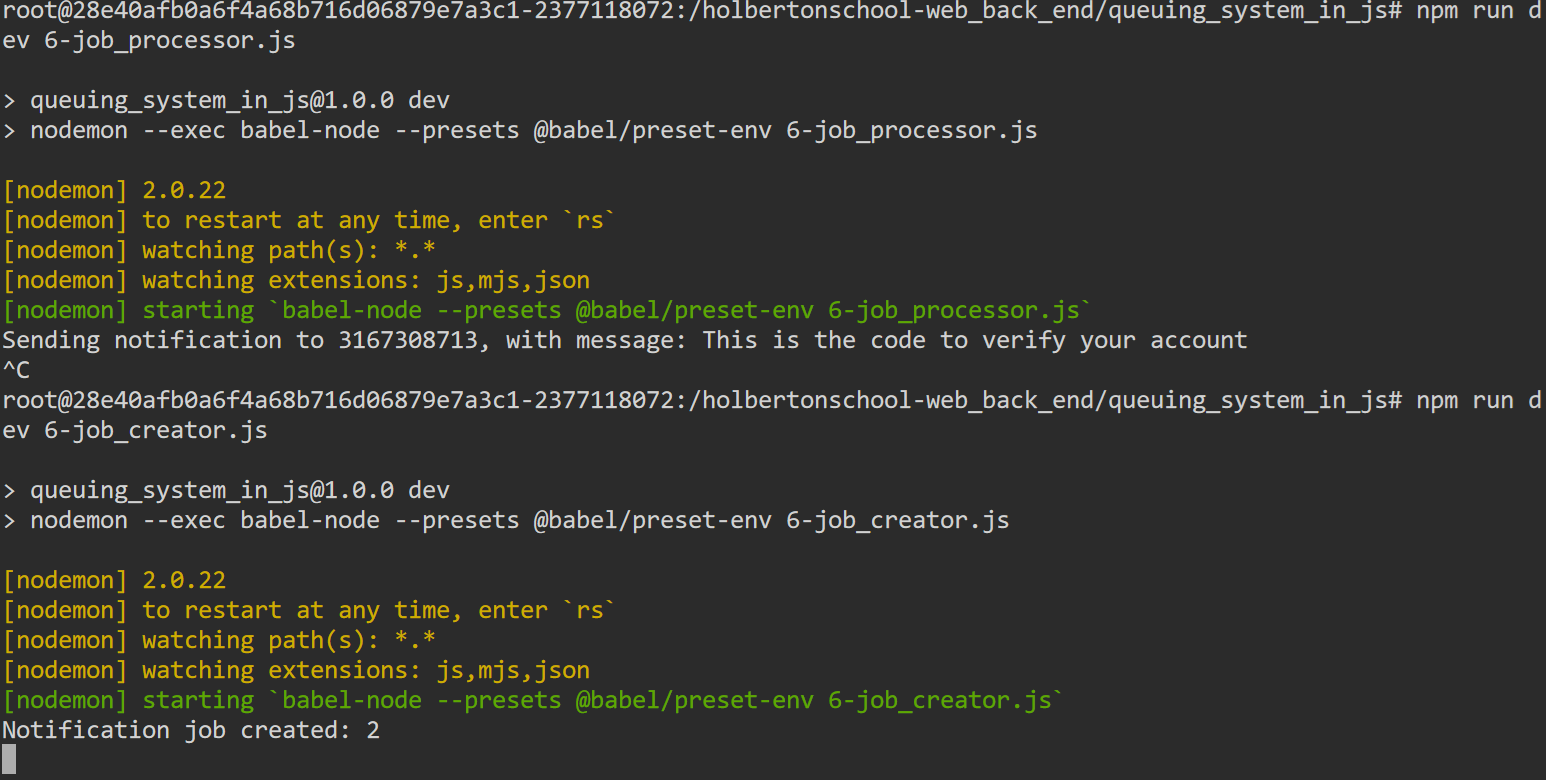 root@28e40afb0a6f4a68b716d06879e7a3c1-2377118072:/holbertonschool-web_back_end/queuing_system_in_js# npm run d
ev 6-job_processor.js
> queuing_system_in_js@1.0.0 dev
> nodemon --exec babel-node --presets @babel/preset-env 6-job_processor.js
[nodemon] 2.0.22
[nodemon] to restart at any time, enter `rs`
[nodemon] watching path(s): *.*
[nodemon] watching extensions: js,mjs,json
[nodemon] starting `babel-node --presets @babel/preset-env 6-job_processor.js`
Sending notification to 3167308713, with message: This is the code to verify your account
^C
root@28e40afb0a6f4a68b716d06879e7a3c1-2377118072:/holbertonschool-web_back_end/queuing_system_in_js# npm run d
ev 6-job_creator.js
> queuing_system_in_js@1.0.0 dev
> nodemon --exec babel-node --presets @babel/preset-env 6-job_creator.js
[nodemon] 2.0.22
[nodemon] to restart at any time, enter `rs`
[nodemon] watching path(s): *.*
[nodemon] watching extensions: js,mjs,json
[nodemon] starting `babel-node --presets @babel/preset-env 6-job_creator.js`
Notification job created: 2